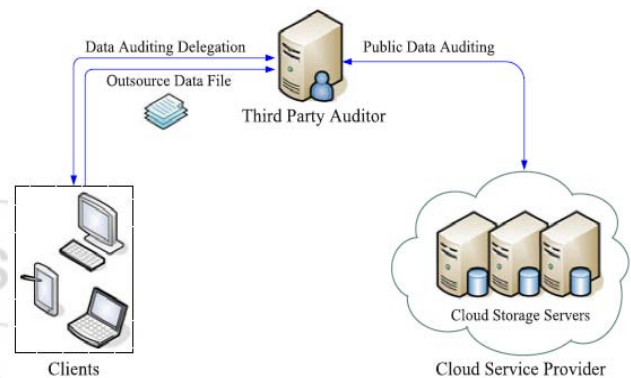 Data Auditing Delegation
Public Data Auditing
Outsource Data File
Third Party Auditor
Cloud Storage Servers
Clients
Cloud Service Provider